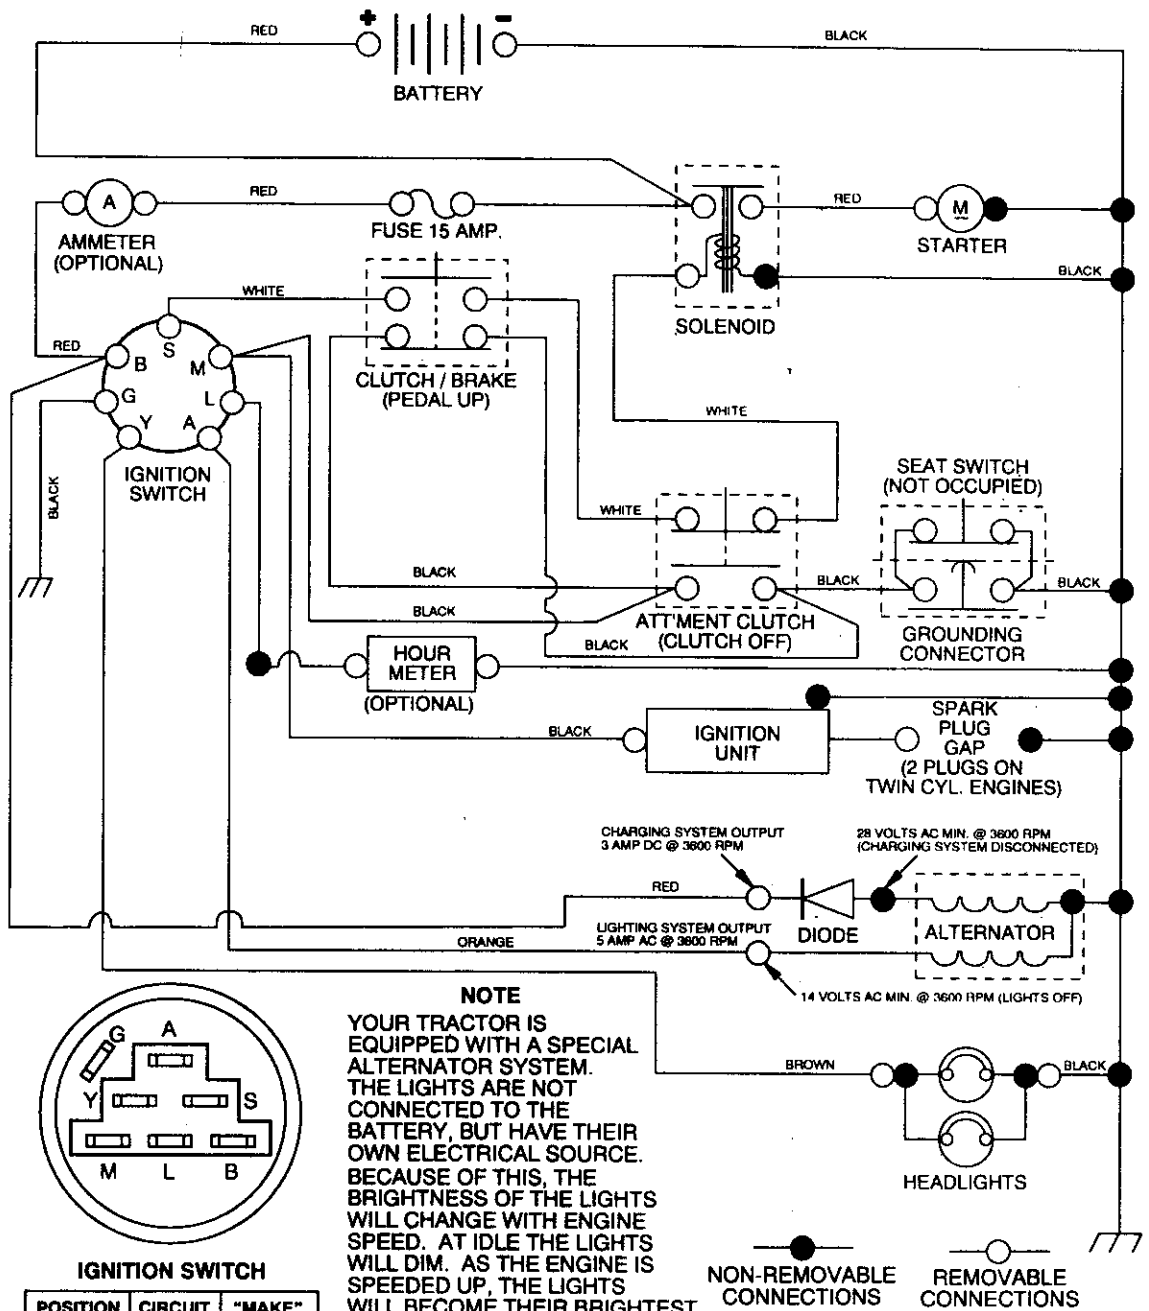 RED
+
-
BLACK
BATTERY
A
RED
AMMETER
(OPTIONAL)
FUSE 15 AMP.
RED
M
STARTER
BLACK
SOLENOID
WHITE
S
RED
B
M
G
L
Y
A
IGNITION
SWITCH
BLACK
CLUTCH / BRAKE
(PEDAL UP)
WHITE
SEAT SWITCH
(NOT OCCUPIED)
WHITE
BLACK
BLACK
BLACK
BLACK
ATT'MENT CLUTCH
(CLUTCH OFF)
BLACK
GROUNDING
CONNECTOR
HOUR
METER
(OPTIONAL)
BLACK
IGNITION
UNIT
SPARK
PLUG
GAP
(2 PLUGS ON
TWIN CYL. ENGINES)
CHARGING SYSTEM OUTPUT
3 AMP DC @ 3600 RPM
28 VOLTS AC MIN. @ 3600 RPM
(CHARGING SYSTEM DISCONNECTED)
RED
DIODE
ALTERNATOR
LIGHTING SYSTEM OUTPUT
5 AMP AC @ 3600 RPM
ORANGE
14 VOLTS AC MIN. @ 3600 RPM (LIGHTS OFF)
BROWN
BLACK
HEADLIGHTS
G
A
Y
S
M
L
B
IGNITION SWITCH
POSITION CIRCUIT "MAKE"
NOTE
YOUR TRACTOR IS
EQUIPPED WITH A SPECIAL
ALTERNATOR SYSTEM.
THE LIGHTS ARE NOT
CONNECTED TO THE
BATTERY, BUT HAVE THEIR
OWN ELECTRICAL SOURCE.
BECAUSE OF THIS, THE
BRIGHTNESS OF THE LIGHTS
WILL CHANGE WITH ENGINE
SPEED. AT IDLE THE LIGHTS
WILL DIM. AS THE ENGINE IS
SPEEDED UP, THE LIGHTS
WILL BECOME THEIR BRIGHTEST
NON-REMOVABLE
CONNECTIONS
REMOVABLE
CONNECTIONS